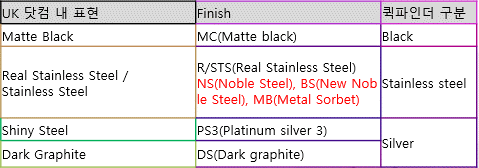 UK 닷컴 내 표현 Finish 퀵파인더 구분
Matte Black MC(Matte black) Black
Real Stainless Steel /
Stainless Steel
R/STS(Real Stainless Steel)
NS(Noble Steel), BS(New Nob
le Steel), MB(Metal Sorbet)
Stainless steel
Shiny Steel PS3(Platinum silver 3)
Silver
Dark Graphite DS(Dark graphite)